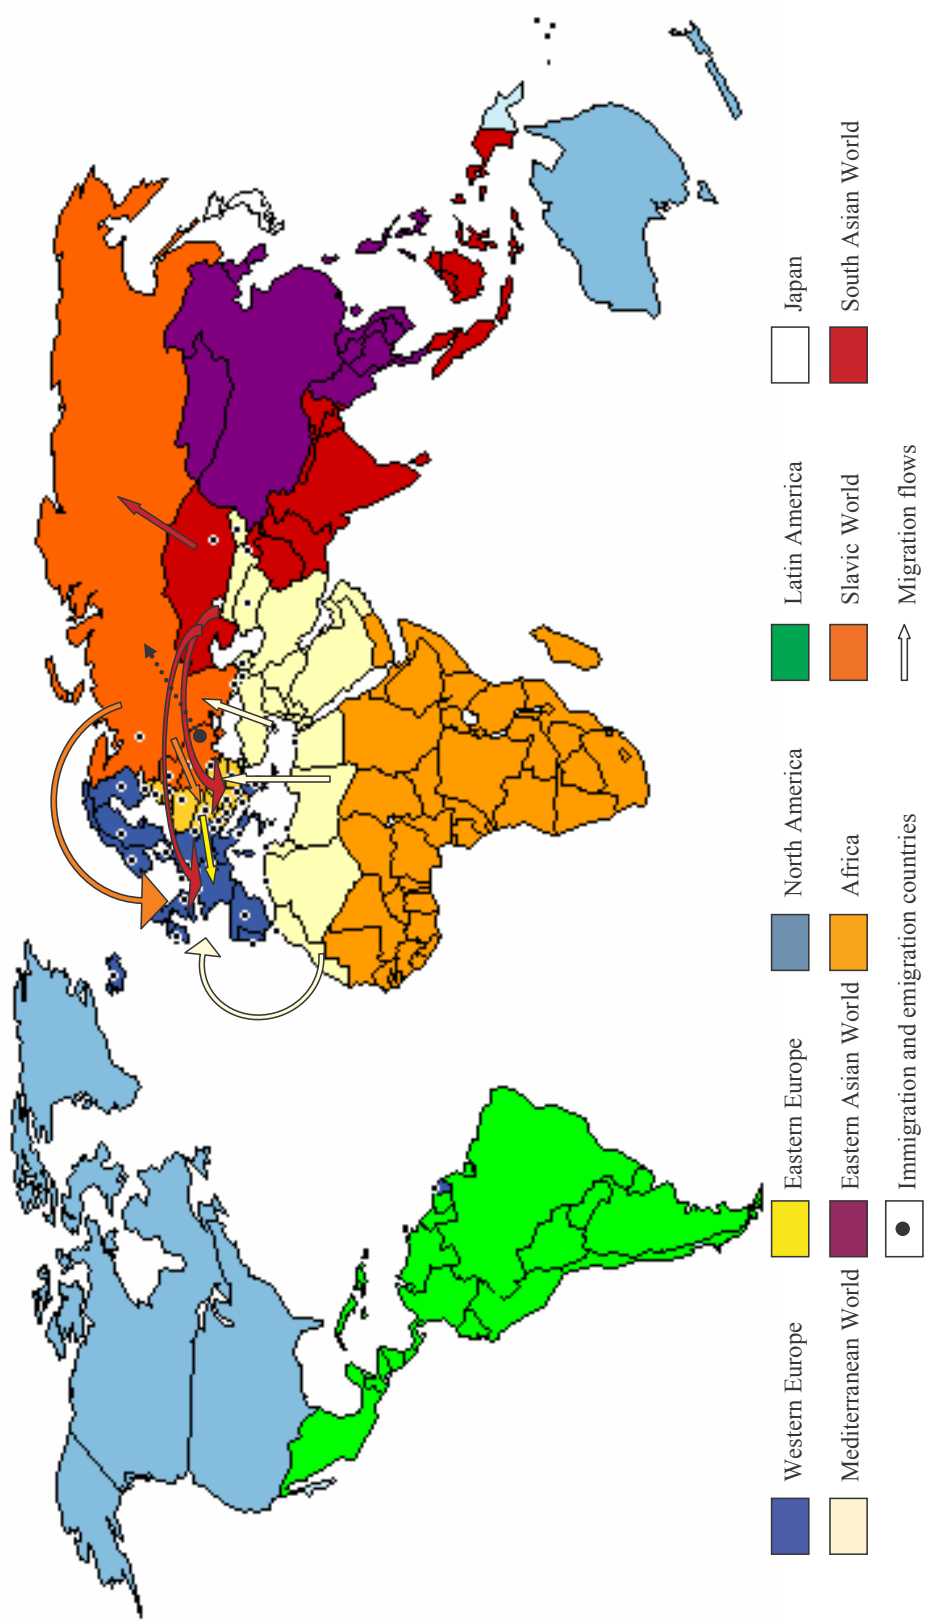 Western Europe
Eastern Europe
North America
Latin America
Japan
Mediterranean World
Eastern Asian World
Africa
Slavic World
South Asian World
Immigration and emigration countries
Migration flows